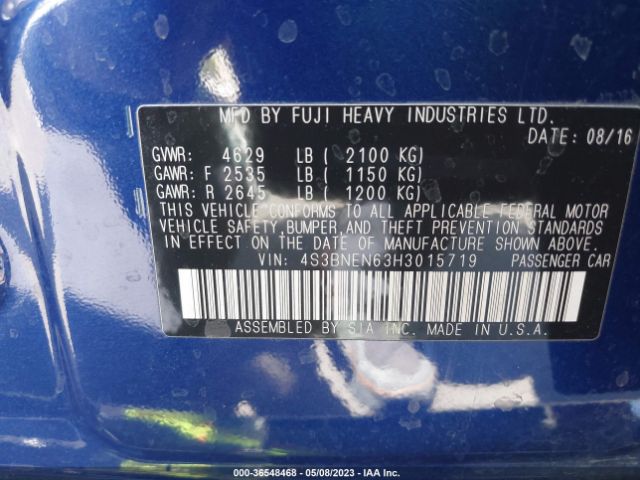 MFD BY FUJI HEAVY INDUSTRIES LTD.
DATE: 08/16
GVWR: 4629 LB ( 2100 KG)
GAWR: F 2535 LB ( 1150 KG)
GAWR: R 2645 LB ( 1200 KG)
THIS VEHICLE CONFORMS TO ALL APPLICABLE FEDERAL MOTOR
VEHICLE SAFETY,BUMPER,AND THEFT PREVENTION STANDARDS
IN EFFECT ON THE DATE OF MANUFACTURE SHOWN ABOVE.
VIN: 4S3BNEN63H3015719 PASSENGER CAR
ASSEMBLED BY SIA INC. MADE IN U.S.A.
000-36548468 - 05/08/2023 - IAA Inc.